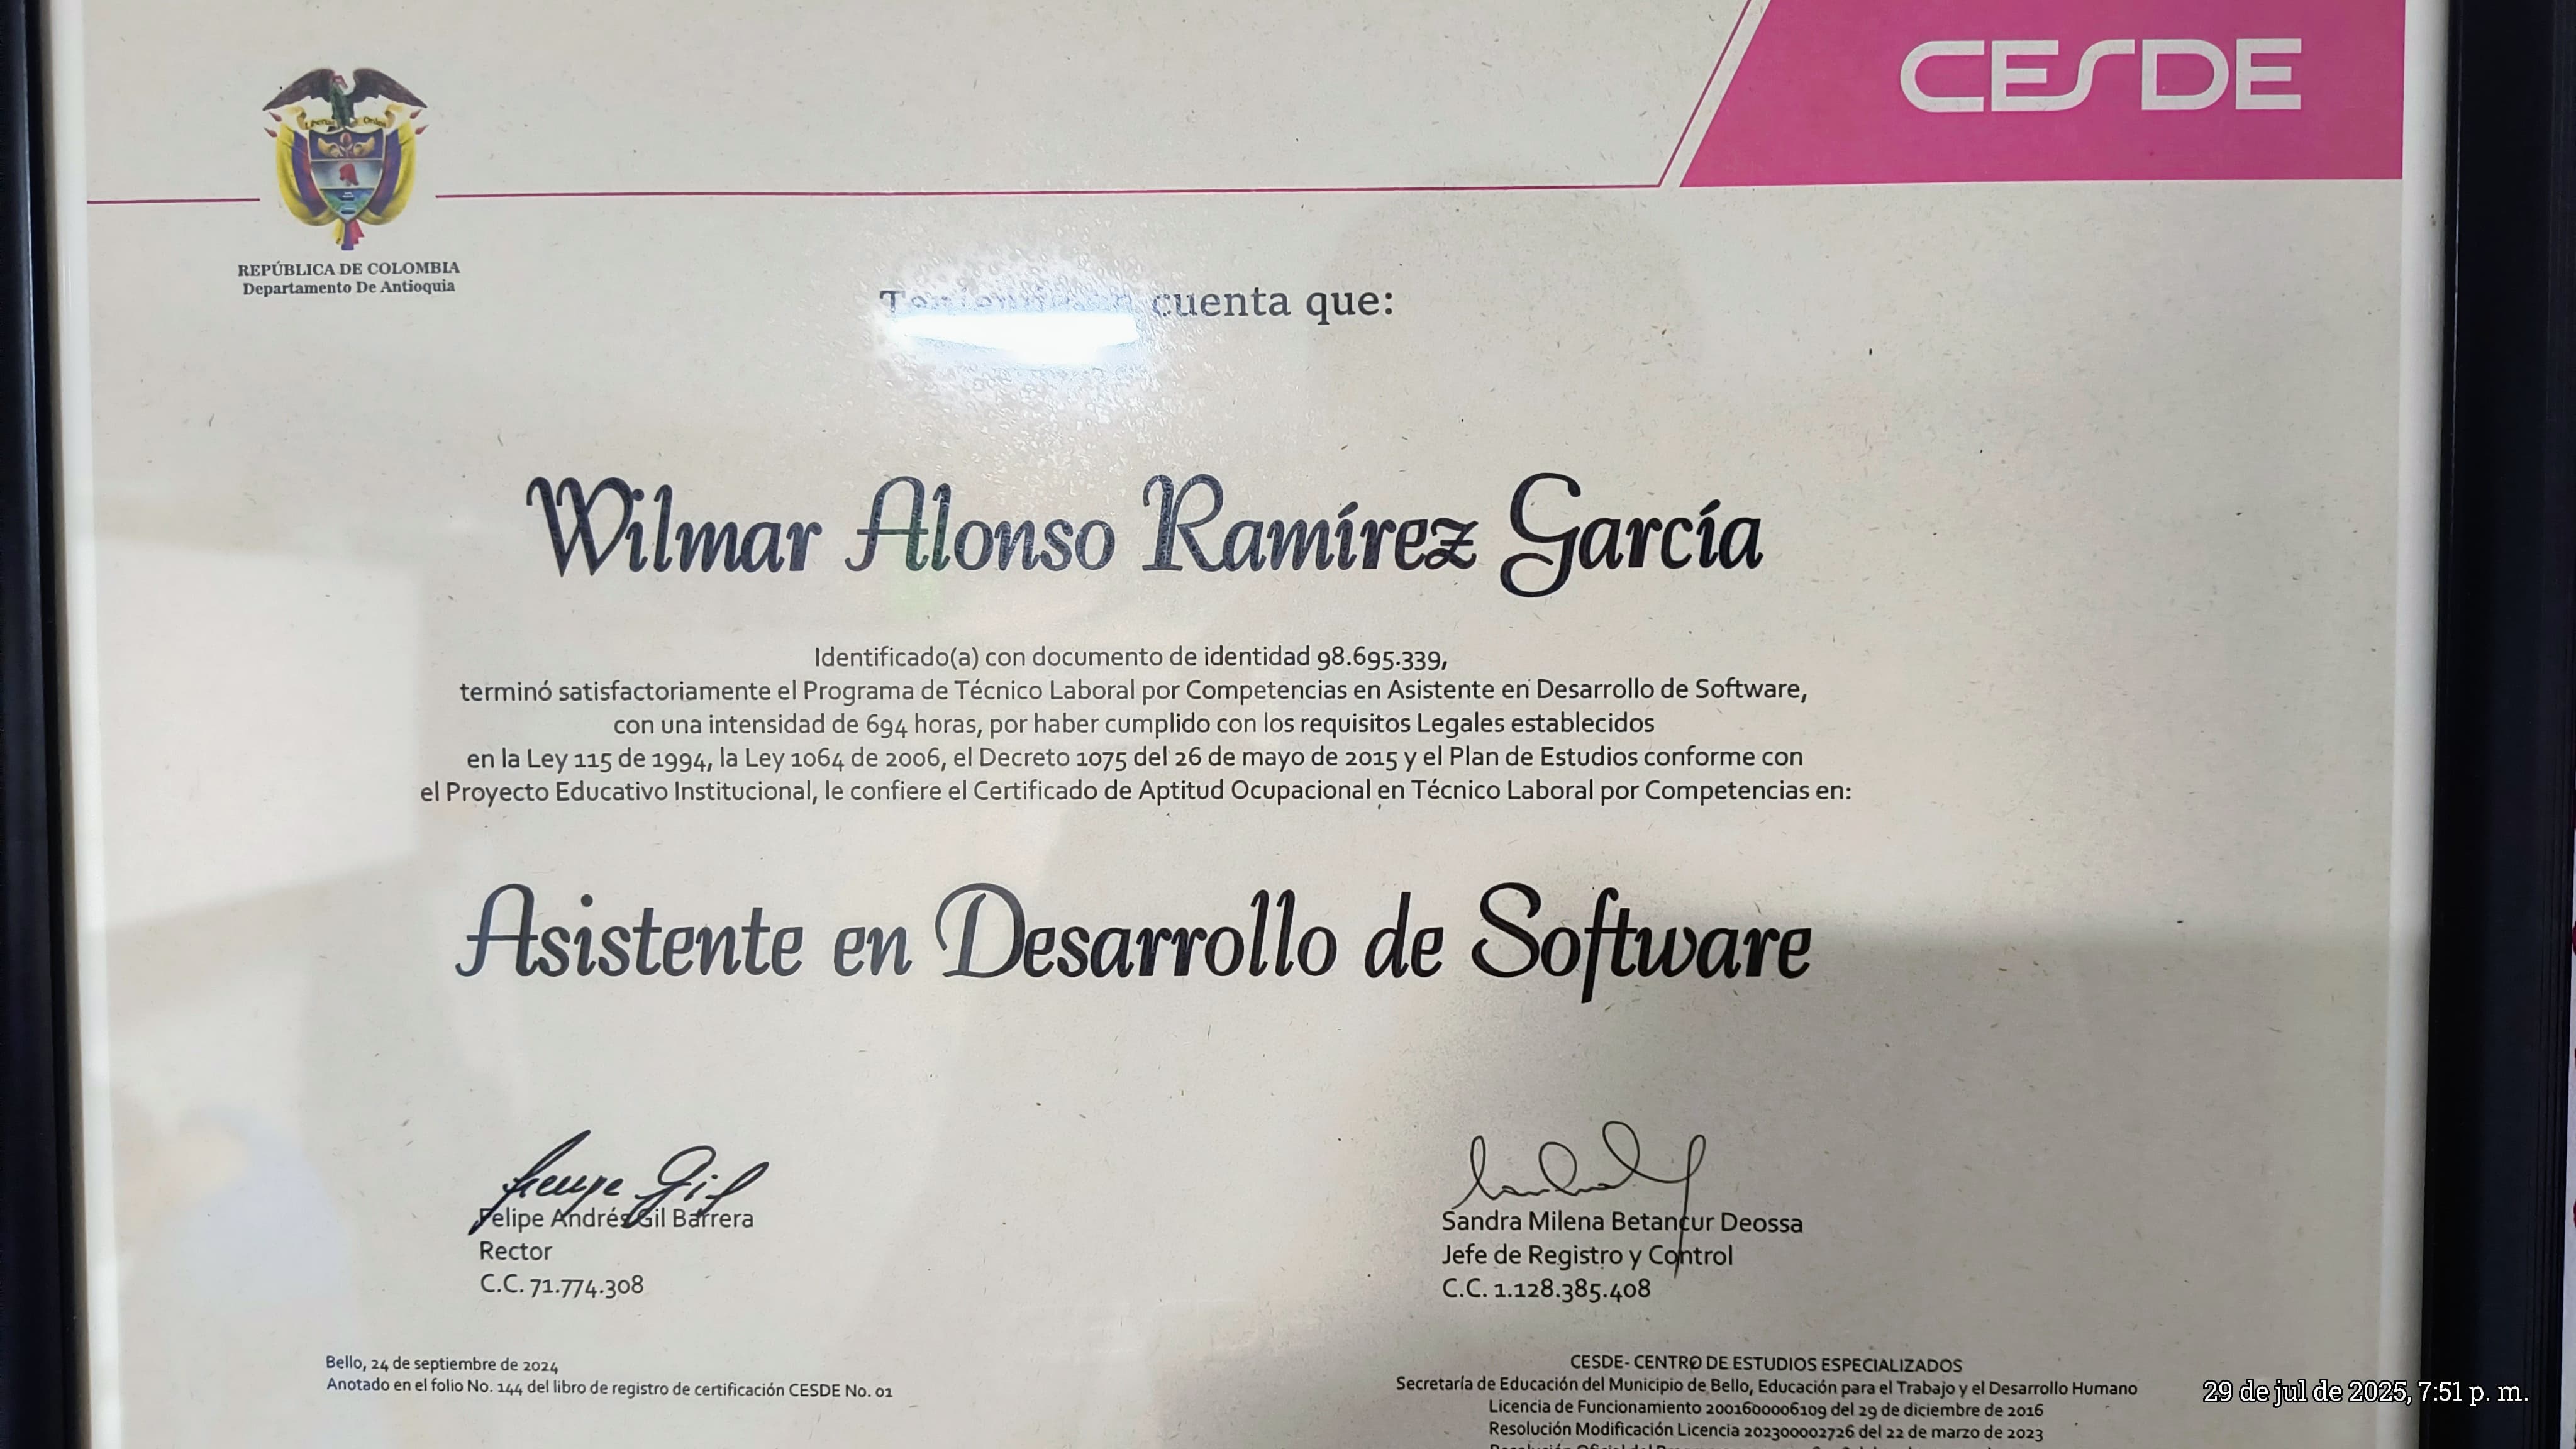 CESDE
Libertad y Orden
REPÚBLICA DE COLOMBIA
Departamento De Antioquia
cuenta que:
Wilmar Alonso Ramírez García
Identificado(a) con documento de identidad 98.695.339,
terminó satisfactoriamente el Programa de Técnico Laboral por Competencias en Asistente en Desarrollo de Software,
con una intensidad de 694 horas, por haber cumplido con los requisitos Legales establecidos
en la Ley 115 de 1994, la Ley 1064 de 2006, el Decreto 1075 del 26 de mayo de 2015 y el Plan de Estudios conforme con
el Proyecto Educativo Institucional, le confiere el Certificado de Aptitud Ocupacional en Técnico Laboral por Competencias en:
Asistente en Desarrollo de Software
Felipe Gil
Felipe Andrés Gil Barrera
Rector
C.C. 71.774.308
Sandra Milena Betancur Deossa
Jefe de Registro y Control
C.C. 1.128.385.408
Bello, 24 de septiembre de 2024
Anotado en el folio No. 144 del libro de registro de certificación CESDE No. 01
CESDE- CENTRO DE ESTUDIOS ESPECIALIZADOS
Secretaría de Educación del Municipio de Bello, Educación para el Trabajo y el Desarrollo Humano
Licencia de Funcionamiento 2001600006109 del 29 de diciembre de 2016
Resolución Modificación Licencia 202300002726 del 22 de marzo de 2023
29 de jul de 2025, 7:51 p. m.